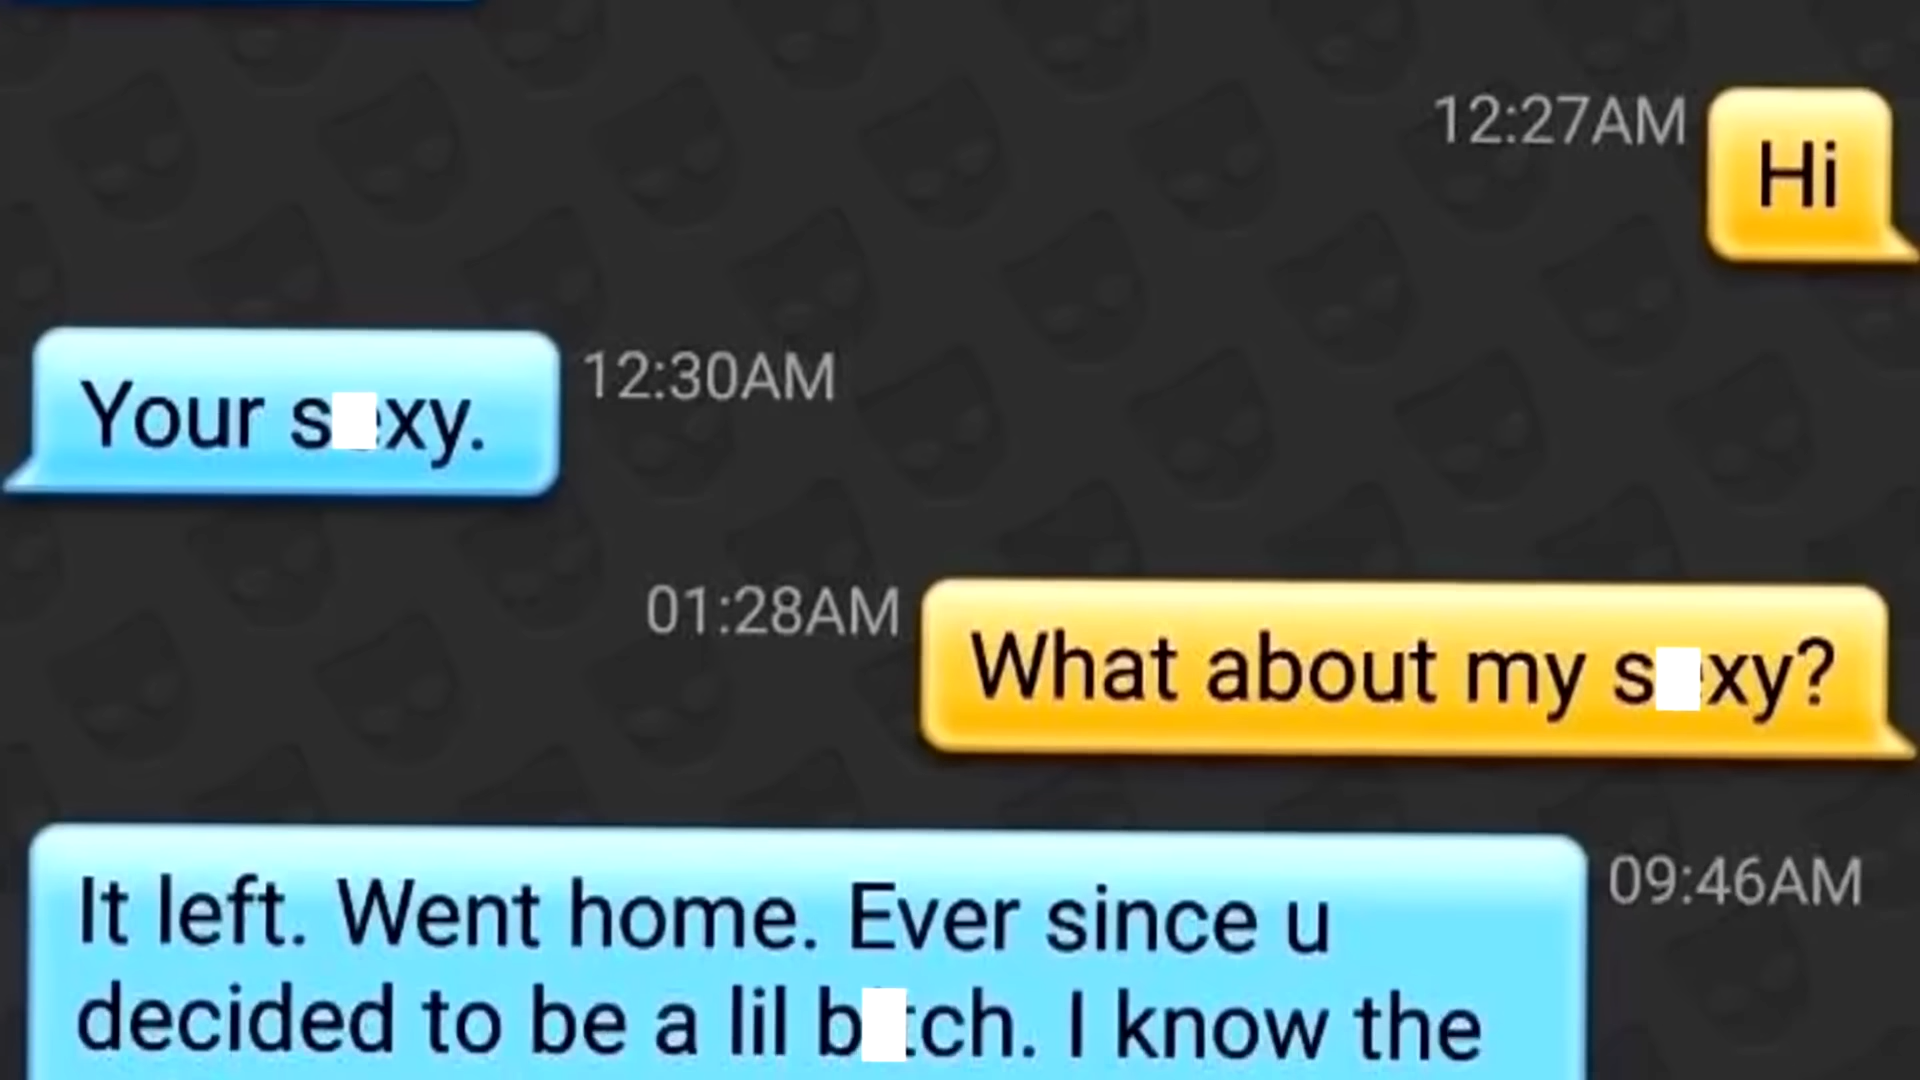 12:27AM
Hi
Your s xy.
12:30AM
01:28AM
What about my s xy?
It left. Went home. Ever since u
09:46AM
decided to be a lil b tch. I know the